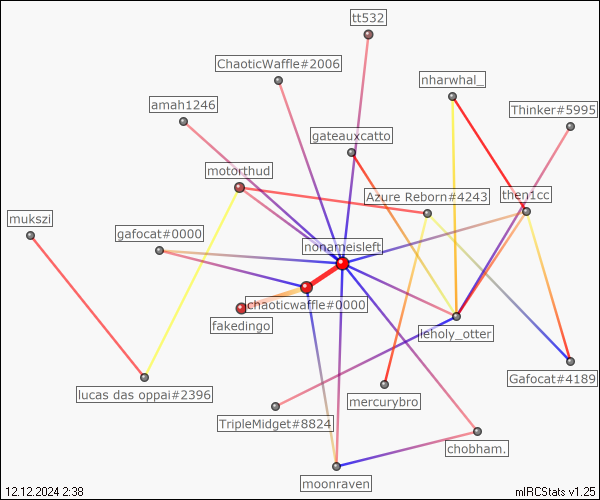 tt532
ChaoticWaffle#2006
nharwhal_
amah1246
Thinker#5995
gateauxcatto
motorthud
Azure Reborn#4243
then1cc
mukszi
gafocat#0000
nonameisleft
chaoticwaffle#0000
fakedingo
leholy_otter
Gafocat#4189
lucas das oppai#2396
mercurybro
TripleMidget#8824
chobham.
moonraven
12.12.2024 2:38
mIRCStats v1.25